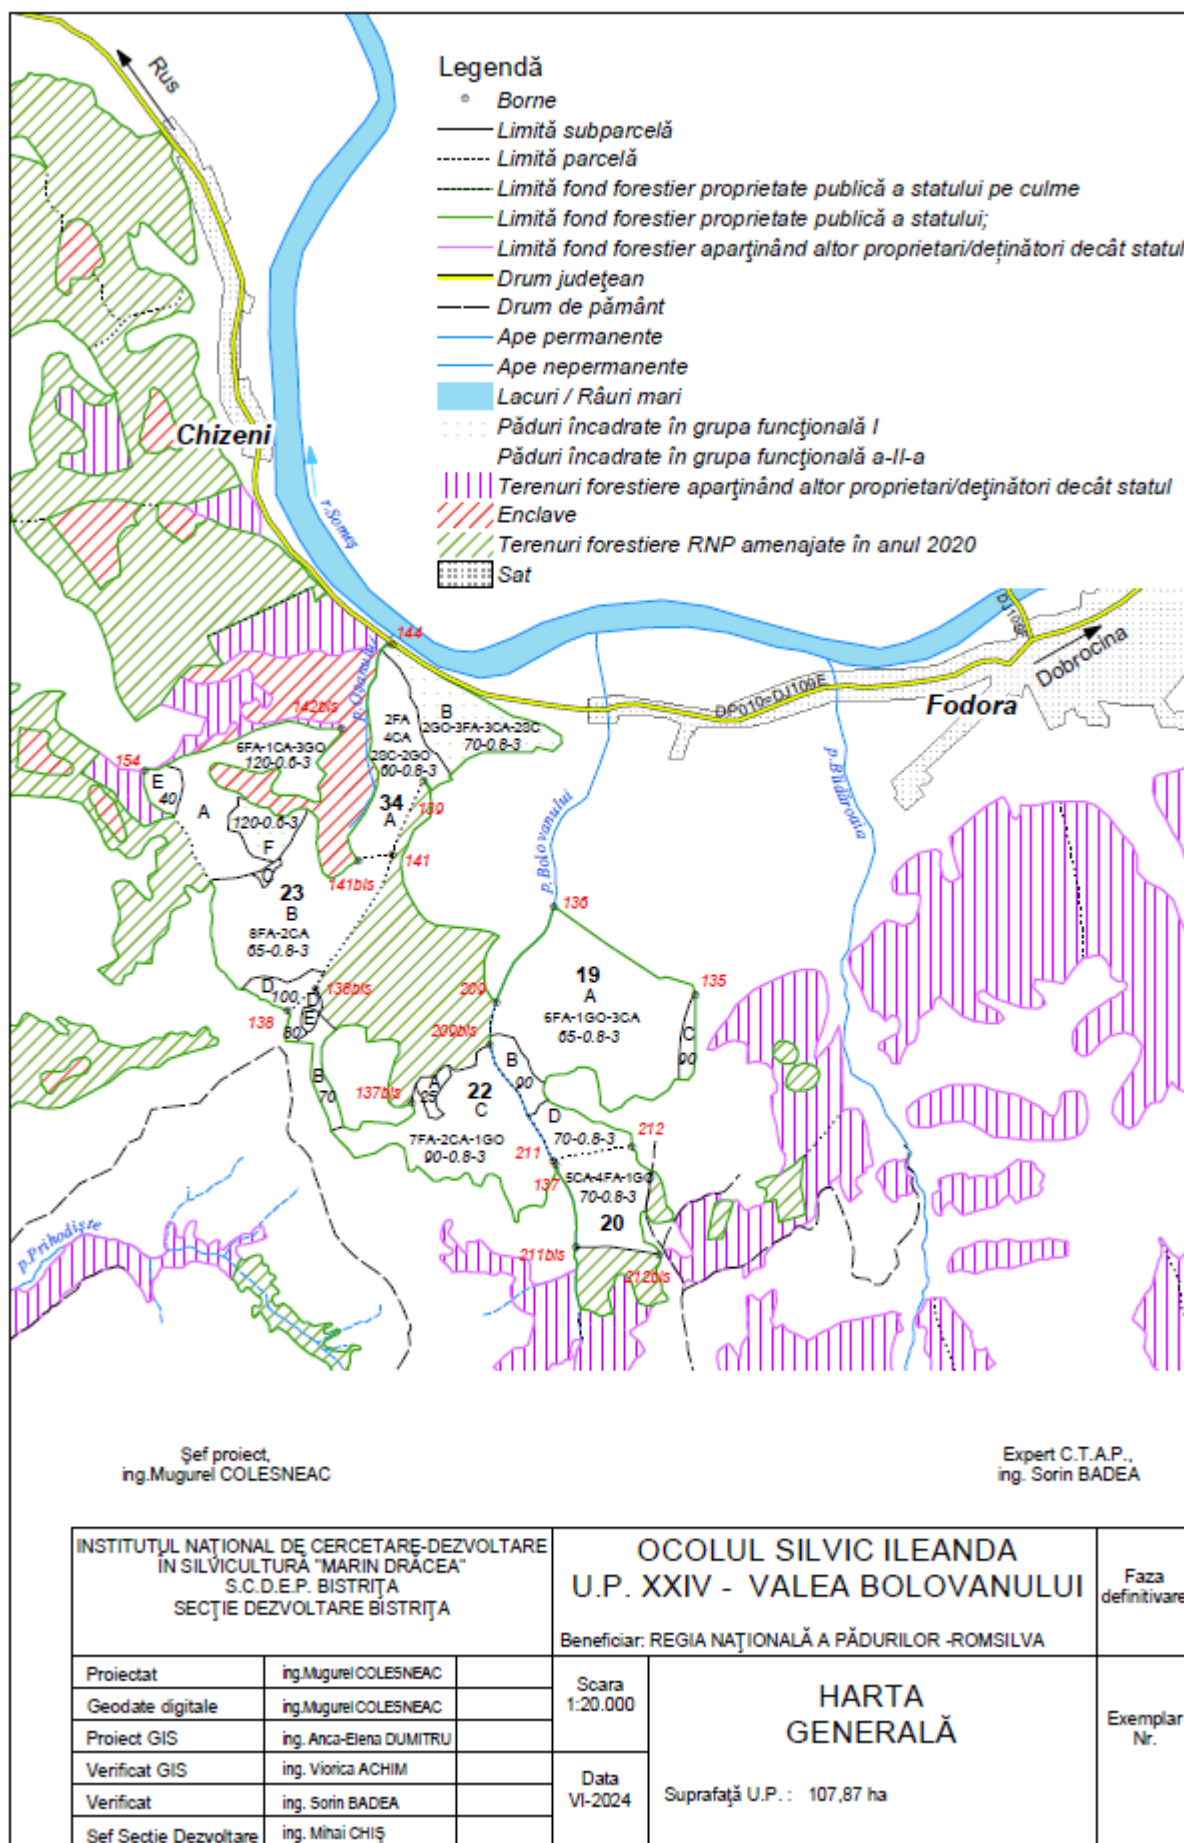 Legendă
Borne
Limită subparcelă
Limită parcelă
Limită fond forestier proprietate publică a statului pe culme
Limită fond forestier proprietate publică a statului;
Limită fond forestier aparţinând altor proprietari/deţinători decât statul
Drum judeţean
Drum de pământ
Ape permanente
Ape nepermanente
Lacuri / Râuri mari
Păduri încadrate în grupa funcţională I
Păduri încadrate în grupa funcţională a-II-a
Terenuri forestiere aparţinând altor proprietari/deţinători decât statul
Enclave
Terenuri forestiere RNP amenajate în anul 2020
Sat
Rus
Chizeni
r.Someş
DJ109F
Dobrocina
DP010=DJ109E
Fodora
144
142bis
2FA
4CA
2SC-2GO
60-0.8-3
B
2GO-3FA-3CA-2SC
70-0.8-3
154
6FA-1CA-3GO
120-0.6-3
E
40
A
120-0.6-3
F
C
34
A
139
141
141bis
p.Bolovanului
23
B
8FA-2CA
65-0.8-3
136
19
A
6FA-1GO-3CA
65-0.8-3
135
C
90
D
100,-
D
E
80
138bis
138
209
209bis
B
90
B
70
137bis
A
25
22
C
7FA-2CA-1GO
90-0.8-3
D
70-0.8-3
212
211
137
5CA-4FA-1GO
70-0.8-3
20
211bis
212bis
p.Prihodişte
Şef proiect,
ing.Mugurel COLESNEAC
Expert C.T.A.P.,
ing. Sorin BADEA
INSTITUTUL NAŢIONAL DE CERCETARE-DEZVOLTARE
ÎN SILVICULTURĂ "MARIN DRĂCEA"
S.C.D.E.P. BISTRIŢA
SECŢIE DEZVOLTARE BISTRIŢA
OCOLUL SILVIC ILEANDA
U.P. XXIV - VALEA BOLOVANULUI
Beneficiar: REGIA NAŢIONALĂ A PĂDURILOR -ROMSILVA
Faza
definitivare
Proiectat ing.Mugurel COLESNEAC
Geodate digitale ing.Mugurel COLESNEAC
Proiect GIS ing. Anca-Elena DUMITRU
Verificat GIS ing. Viorica ACHIM
Verificat ing. Sorin BADEA
Sef Secţie Dezvoltare ing. Mihai CHIŞ
Scara
1:20.000
Data
VI-2024
HARTA
GENERALĂ
Suprafaţă U.P. : 107,87 ha
Exemplar
Nr.